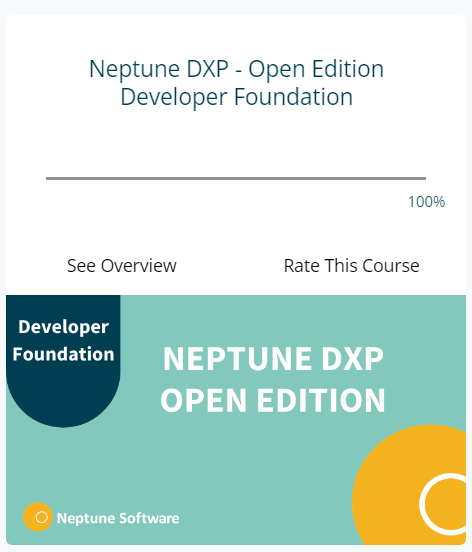 Neptune DXP - Open Edition
Developer Foundation
100%
See Overview
Rate This Course
Developer
Foundation
NEPTUNE DXP
OPEN EDITION
Neptune Software